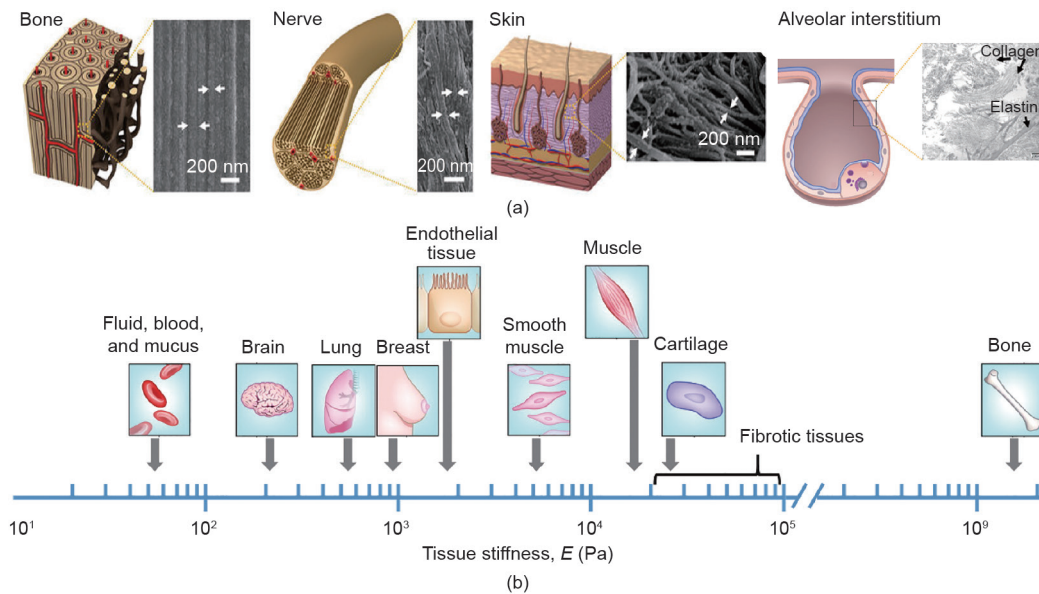 Bone
Nerve
Skin
Alveolar interstitium
Collagen
Elastin
200 nm
200 nm
200 nm
(a)
Endothelial
tissue
Muscle
Fluid, blood,
and mucus
Brain
Lung
Breast
Smooth
muscle
Cartilage
Bone
Fibrotic tissues
10¹
10²
10³
10⁴
10⁵
10⁹
Tissue stiffness, E (Pa)
(b)